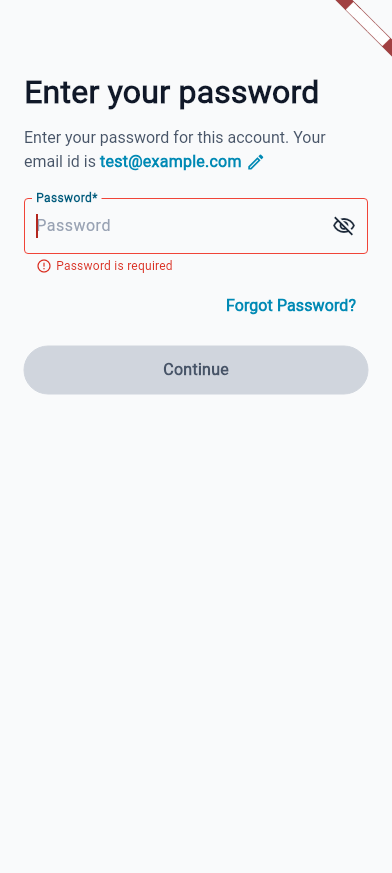 Enter your password
Enter your password for this account. Your
email id is test@example.com
Password*
Password
Password is required
Forgot Password?
Continue